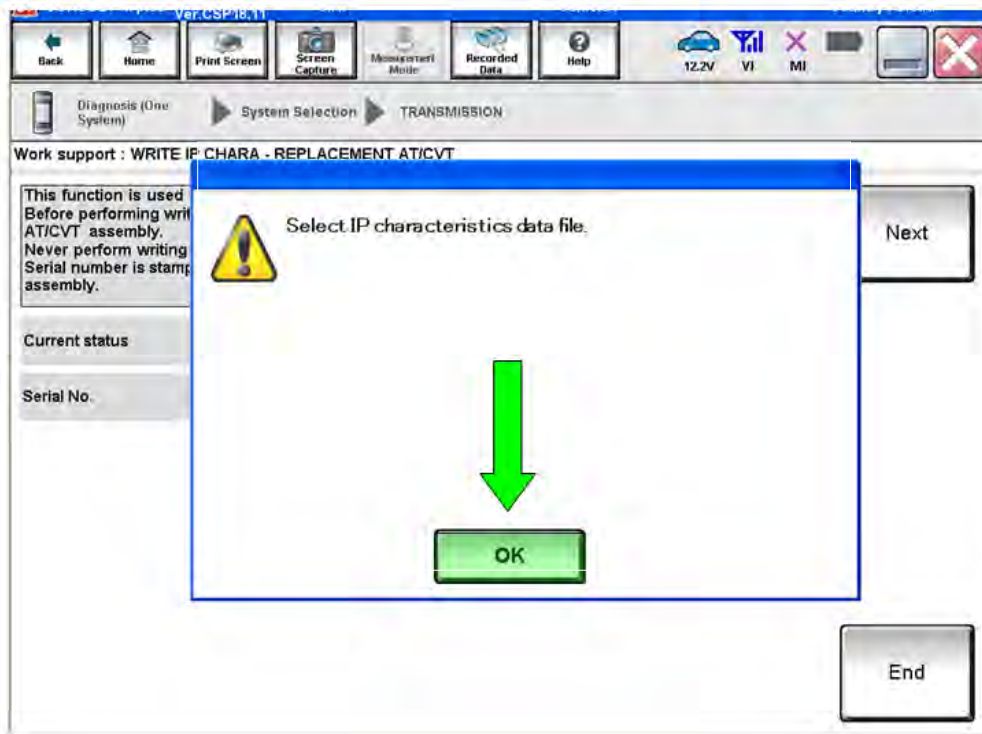 Ver.CSP18.11
Back
Home
Print Screen
Screen
Capture
Measurement
Mode
Recorded
Data
Help
12.2V
VI
MI
Diagnosis (One
System)
System Selection
TRANSMISSION
Work support : WRITE IP CHARA - REPLACEMENT AT/CVT
This function is used
Before performing writ
AT/CVT assembly.
Never perform writing
Serial number is stamp
assembly.
Select IP characteristics data file.
Next
Current status
Serial No.
OK
End